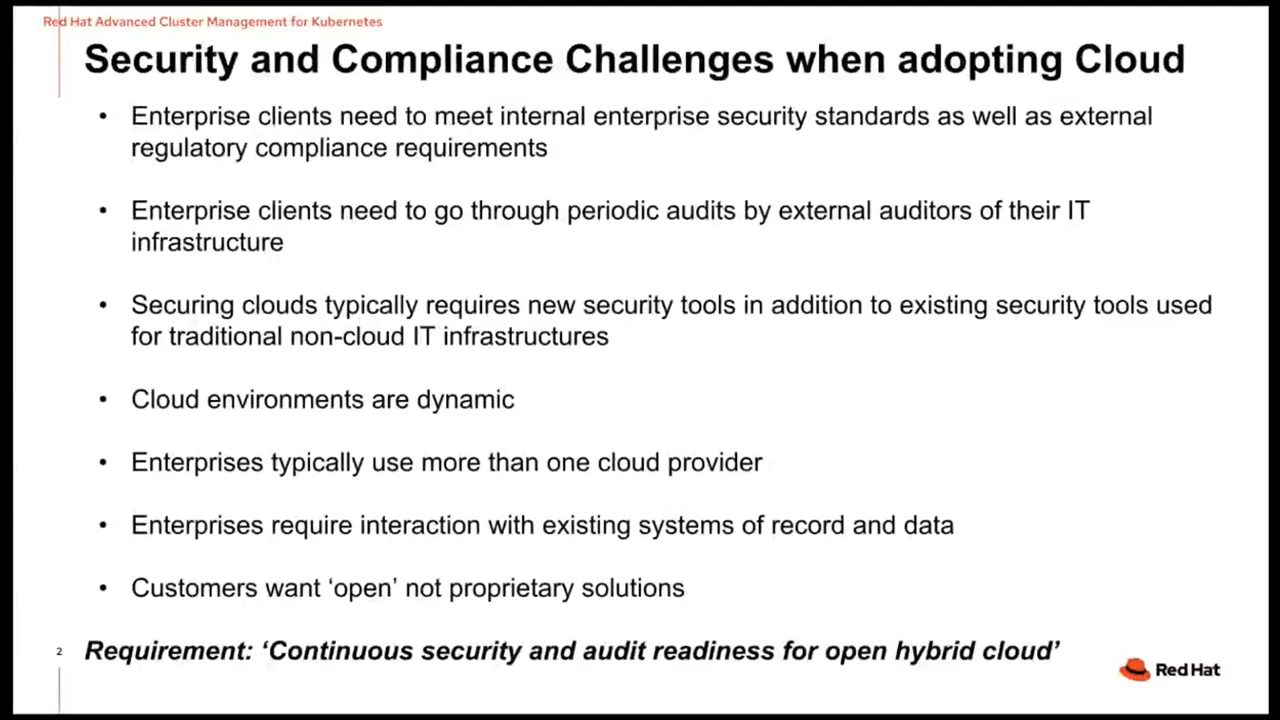 Red Hat Advanced Cluster Management for Kubernetes
Security and Compliance Challenges when adopting Cloud
• Enterprise clients need to meet internal enterprise security standards as well as external
regulatory compliance requirements
• Enterprise clients need to go through periodic audits by external auditors of their IT
infrastructure
• Securing clouds typically requires new security tools in addition to existing security tools used
for traditional non-cloud IT infrastructures
• Cloud environments are dynamic
• Enterprises typically use more than one cloud provider
• Enterprises require interaction with existing systems of record and data
• Customers want ‘open’ not proprietary solutions
2
Requirement: ‘Continuous security and audit readiness for open hybrid cloud’
Red Hat